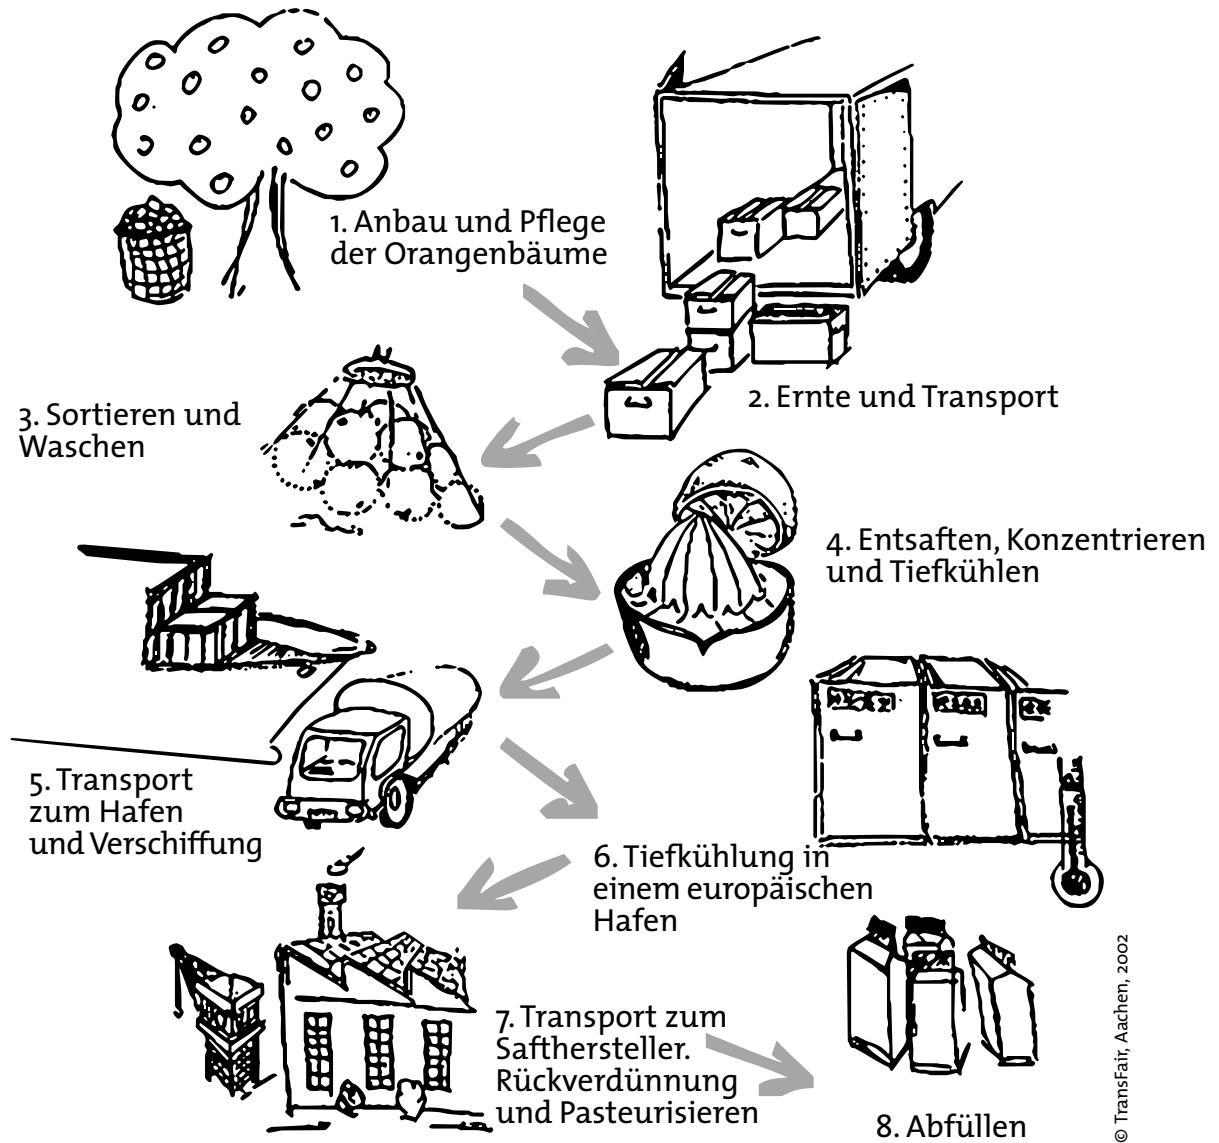 1. Anbau und Pflege
der Orangenbäume
2. Ernte und Transport
3. Sortieren und
Waschen
4. Entsaften, Konzentrieren
und Tiefkühlen
5. Transport
zum Hafen
und Verschiffung
6. Tiefkühlung in
einem europäischen
Hafen
7. Transport zum
Safthersteller.
Rückverdünnung
und Pasteurisieren
8. Abfüllen
© TransFair, Aachen, 2002